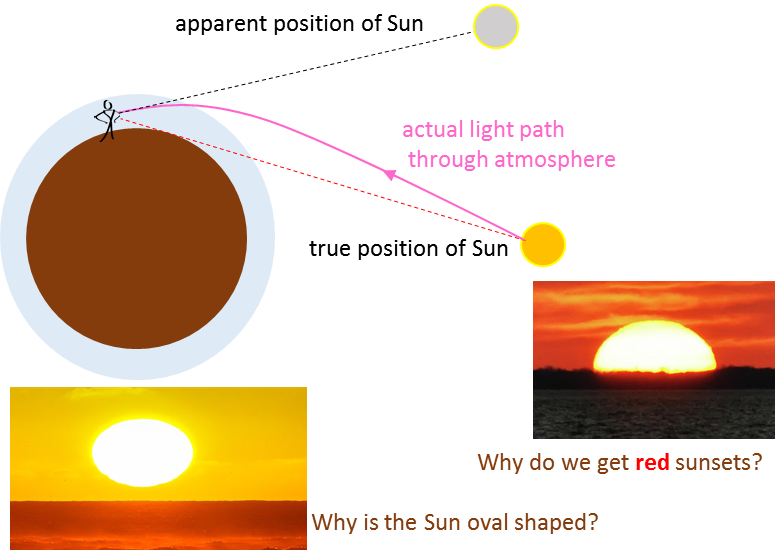 apparent position of Sun
actual light path
through atmosphere
true position of Sun
Why do we get red sunsets?
Why is the Sun oval shaped?